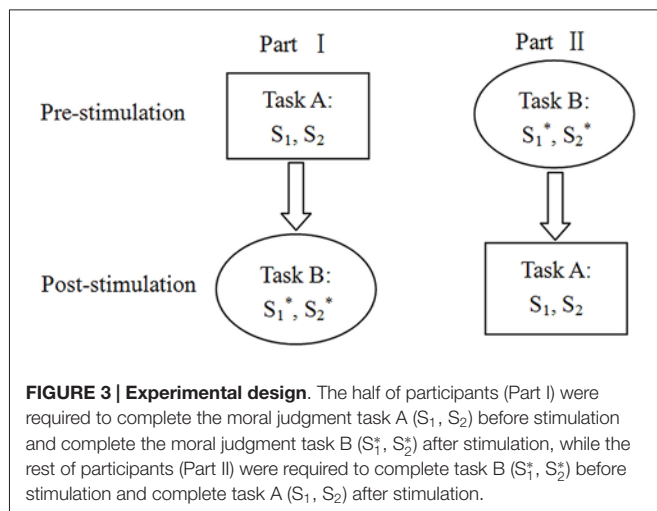 Part Ⅰ Part Ⅱ
Pre-stimulation
Task A:
S₁, S₂
Task B:
S₁*, S₂*
Post-stimulation
Task B:
S₁*, S₂*
Task A:
S₁, S₂
FIGURE 3 | Experimental design. The half of participants (Part I) were
required to complete the moral judgment task A (S₁, S₂) before stimulation
and complete the moral judgment task B (S₁*, S₂*) after stimulation, while the
rest of participants (Part II) were required to complete task B (S₁*, S₂*) before
stimulation and complete task A (S₁, S₂) after stimulation.